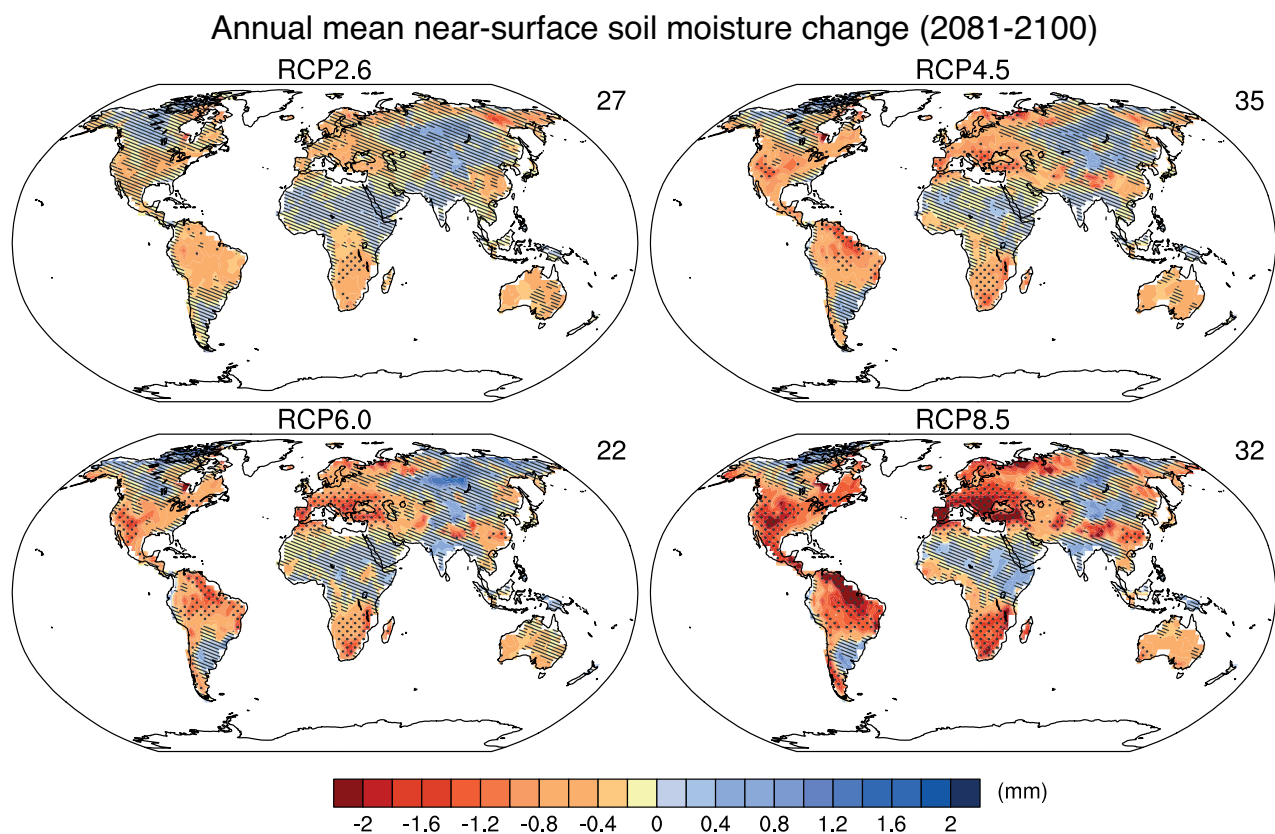 Annual mean near-surface soil moisture change (2081-2100)
RCP2.6
27
RCP4.5
35
RCP6.0
22
RCP8.5
32
(mm)
-2 -1.6 -1.2 -0.8 -0.4 0 0.4 0.8 1.2 1.6 2